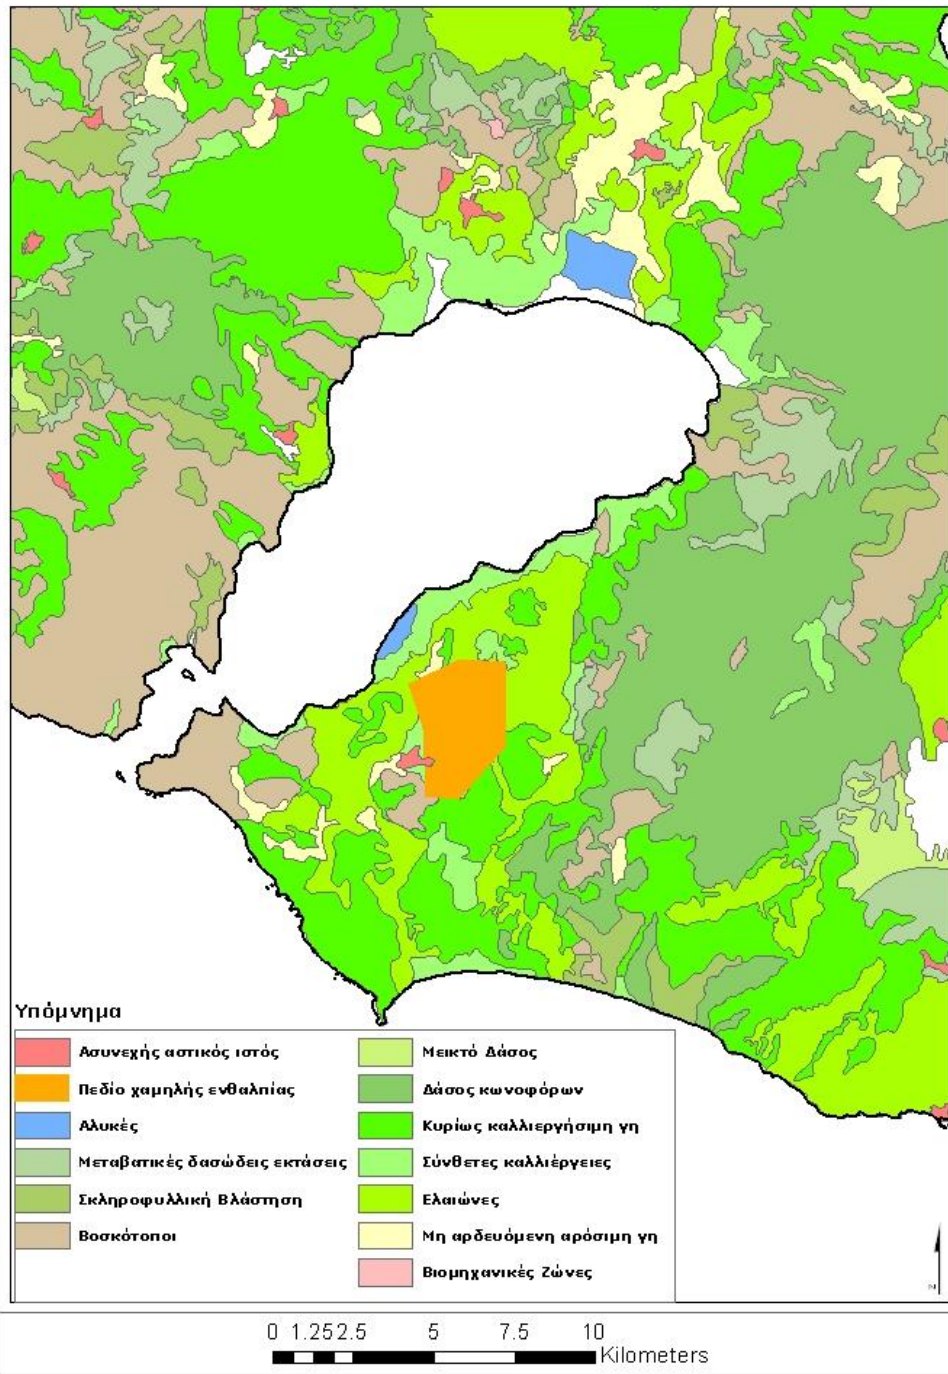 Υπόμνημα
Ασυνεχής αστικός ιστός
Πεδίο χαμηλής ενθαλπίας
Αλυκές
Μεταβατικές δασώδεις εκτάσεις
Σκληροφυλλική Βλάστηση
Βοσκότοποι
Μεικτό Δάσος
Δάσος κωνοφόρων
Κυρίως καλλιεργήσιμη γη
Σύνθετες καλλιέργειες
Ελαιώνες
Μη αρδευόμενη αρόσιμη γη
Βιομηχανικές Ζώνες
N
0 1.25 2.5 5 7.5 10
Kilometers